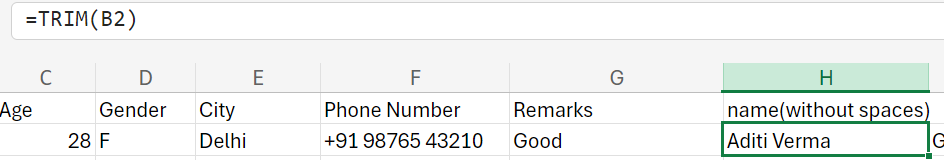 =TRIM(B2)
C D E F G H
Age Gender City Phone Number Remarks name(without spaces)
28 F Delhi +91 98765 43210 Good Aditi Verma G